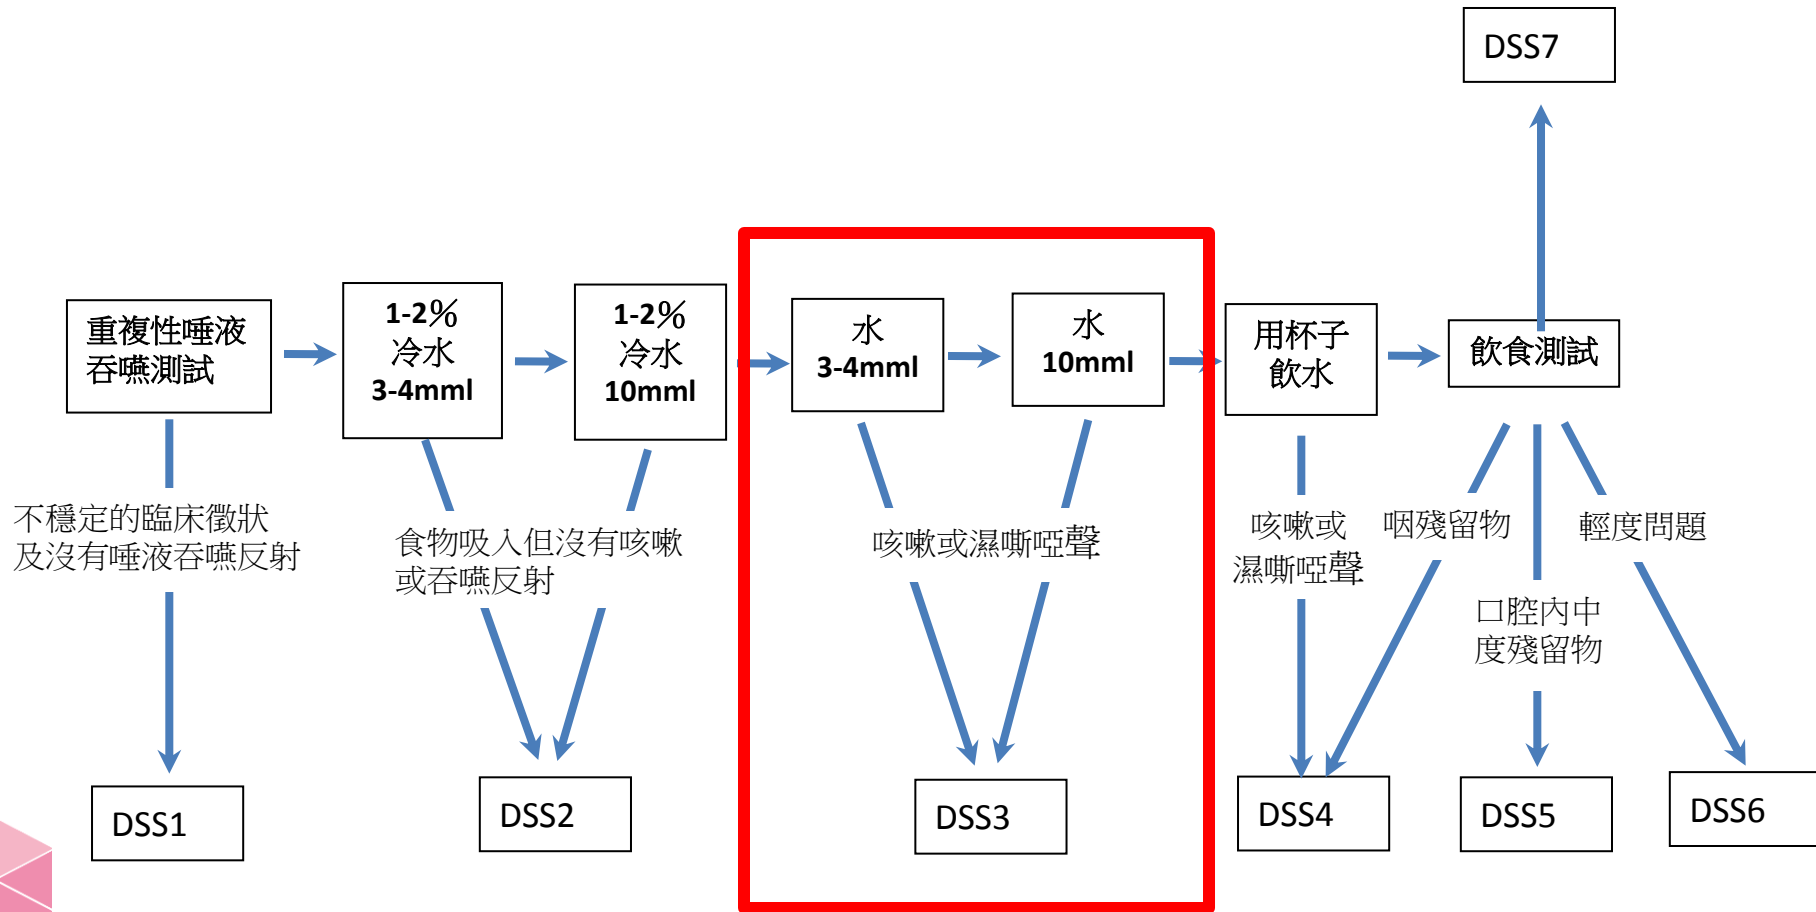 DSS7
重複性唾液
吞嚥測試
1-2%
冷水
3-4mml
1-2%
冷水
10mml
水
3-4mml
水
10mml
用杯子
飲水
飲食測試
不穩定的臨床徵狀
及沒有唾液吞嚥反射
食物吸入但沒有咳嗽
或吞嚥反射
咳嗽或濕嘶啞聲
咳嗽或
濕嘶啞聲
咽殘留物
輕度問題
口腔內中
度殘留物
DSS1
DSS2
DSS3
DSS4
DSS5
DSS6